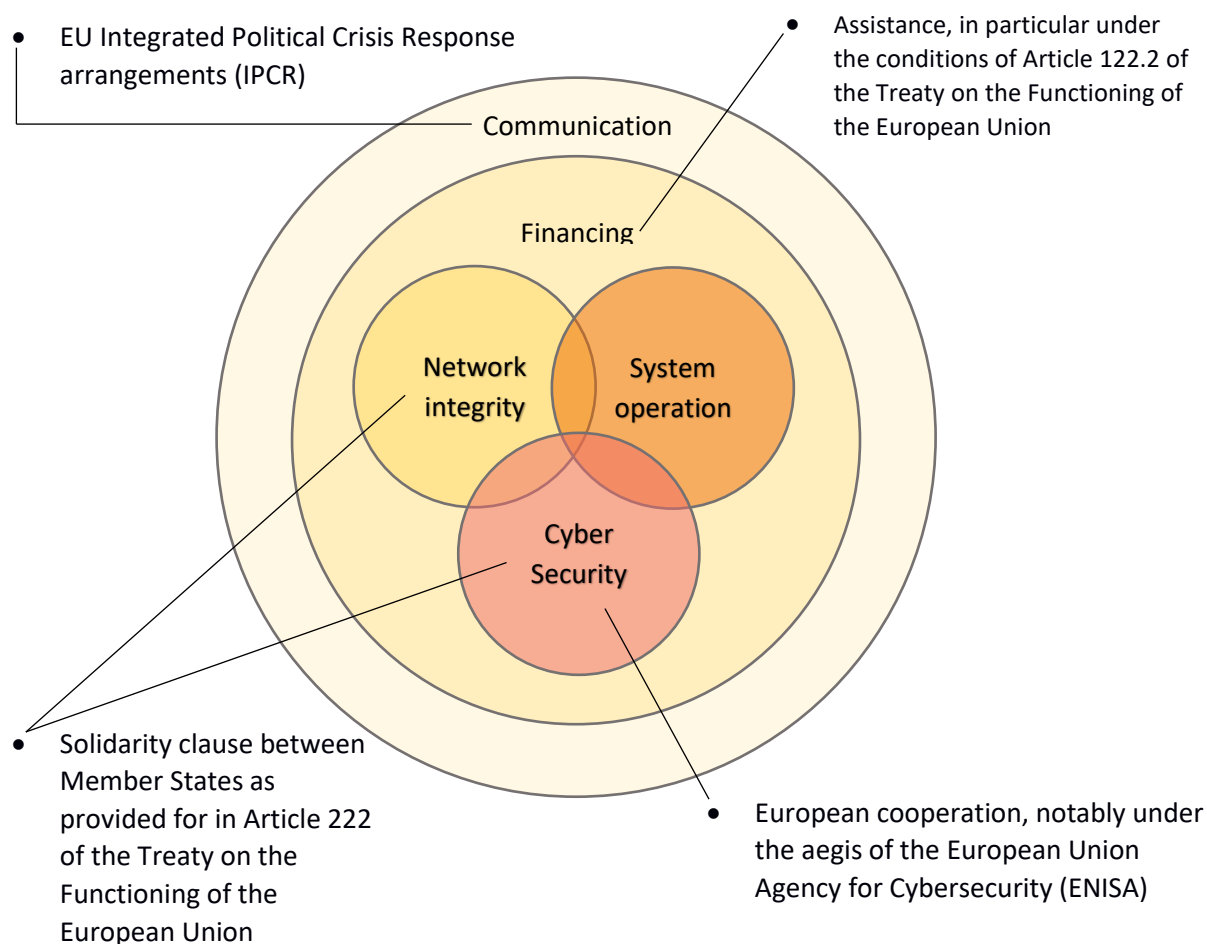 • EU Integrated Political Crisis Response
arrangements (IPCR)
• Assistance, in particular under
the conditions of Article 122.2 of
the Treaty on the Functioning of
the European Union
Communication
Financing
Network
integrity
System
operation
Cyber
Security
• Solidarity clause between
Member States as
provided for in Article 222
of the Treaty on the
Functioning of the
European Union
• European cooperation, notably under
the aegis of the European Union
Agency for Cybersecurity (ENISA)